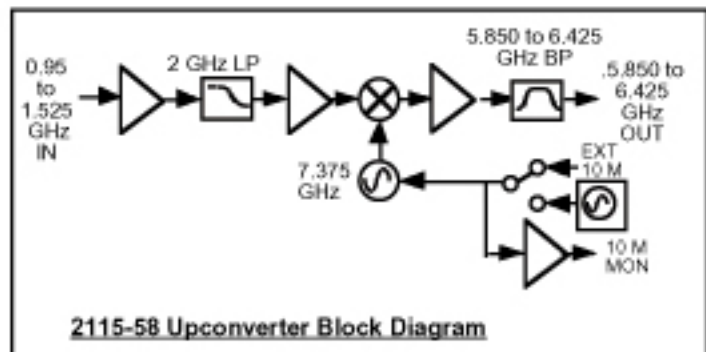 0.95
to
1.525
GHz
IN
2 GHz LP
5.850 to 6.425
GHz BP
.5.850 to
6.425
GHz
OUT
7.375
GHz
EXT
10 M
10 M
MON
2115-58 Upconverter Block Diagram